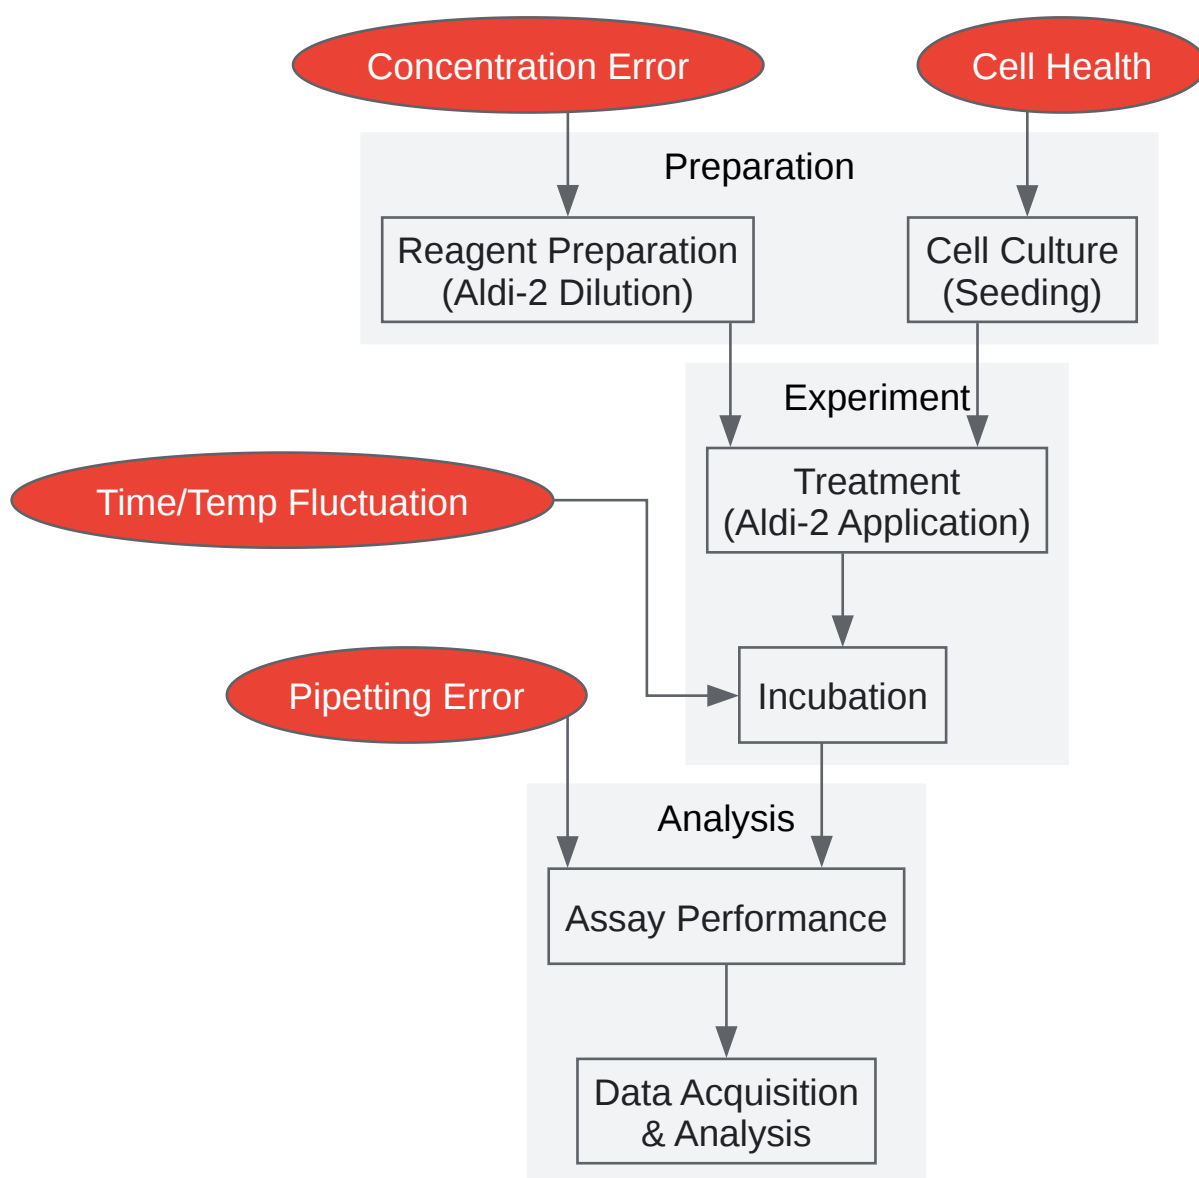 Concentration Error
Cell Health
Preparation
Reagent Preparation
(Aldi-2 Dilution)
Cell Culture
(Seeding)
Experiment
Treatment
(Aldi-2 Application)
Time/Temp Fluctuation
Incubation
Pipetting Error
Analysis
Assay Performance
Data Acquisition
& Analysis